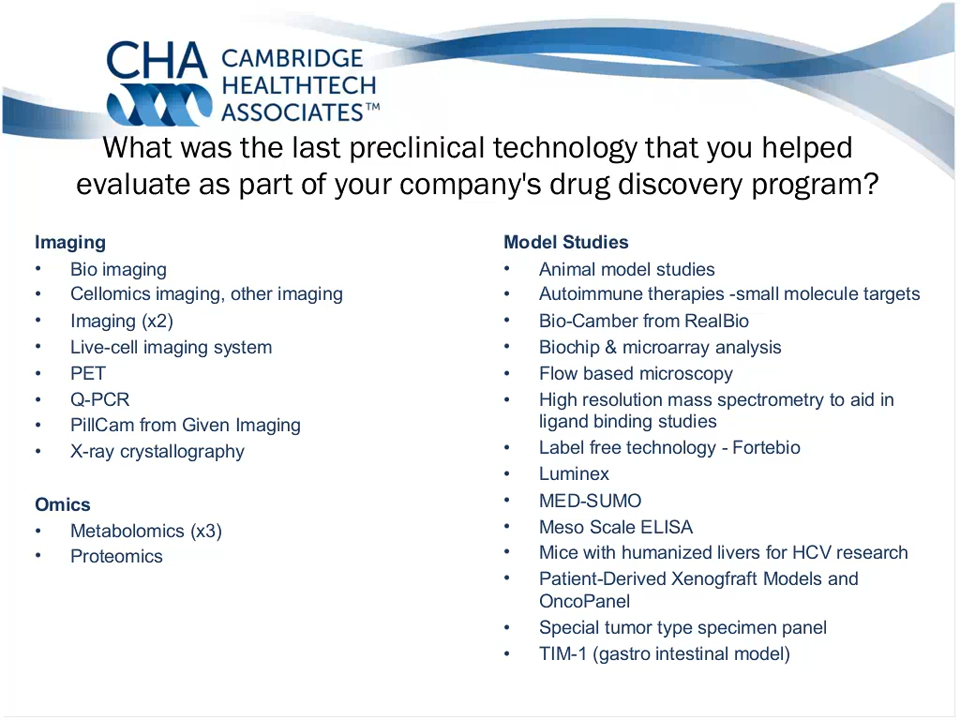 CHA CAMBRIDGE
HEALTHTECH
ASSOCIATES™
What was the last preclinical technology that you helped
evaluate as part of your company's drug discovery program?
Imaging
• Bio imaging
• Cellomics imaging, other imaging
• Imaging (x2)
• Live-cell imaging system
• PET
• Q-PCR
• PillCam from Given Imaging
• X-ray crystallography
Omics
• Metabolomics (x3)
• Proteomics
Model Studies
• Animal model studies
• Autoimmune therapies -small molecule targets
• Bio-Camber from RealBio
• Biochip & microarray analysis
• Flow based microscopy
• High resolution mass spectrometry to aid in
ligand binding studies
• Label free technology - Fortebio
• Luminex
• MED-SUMO
• Meso Scale ELISA
• Mice with humanized livers for HCV research
• Patient-Derived Xenogfraft Models and
OncoPanel
• Special tumor type specimen panel
• TIM-1 (gastro intestinal model)